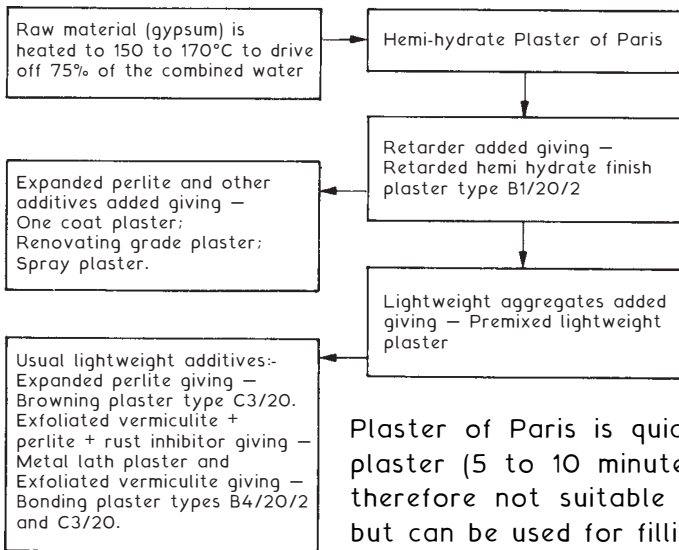 Raw material (gypsum) is
heated to 150 to 170°C to drive
off 75% of the combined water
Hemi-hydrate Plaster of Paris
Retarder added giving —
Retarded hemi hydrate finish
plaster type B1/20/2
Expanded perlite and other
additives added giving —
One coat plaster;
Renovating grade plaster;
Spray plaster.
Lightweight aggregates added
giving — Premixed lightweight
plaster
Usual lightweight additives:-
Expanded perlite giving —
Browning plaster type C3/20.
Exfoliated vermiculite +
perlite + rust inhibitor giving —
Metal lath plaster and
Exfoliated vermiculite giving —
Bonding plaster types B4/20/2
and C3/20.
Plaster of Paris is
plaster (5 to 10
therefore not suitable
but can be used for